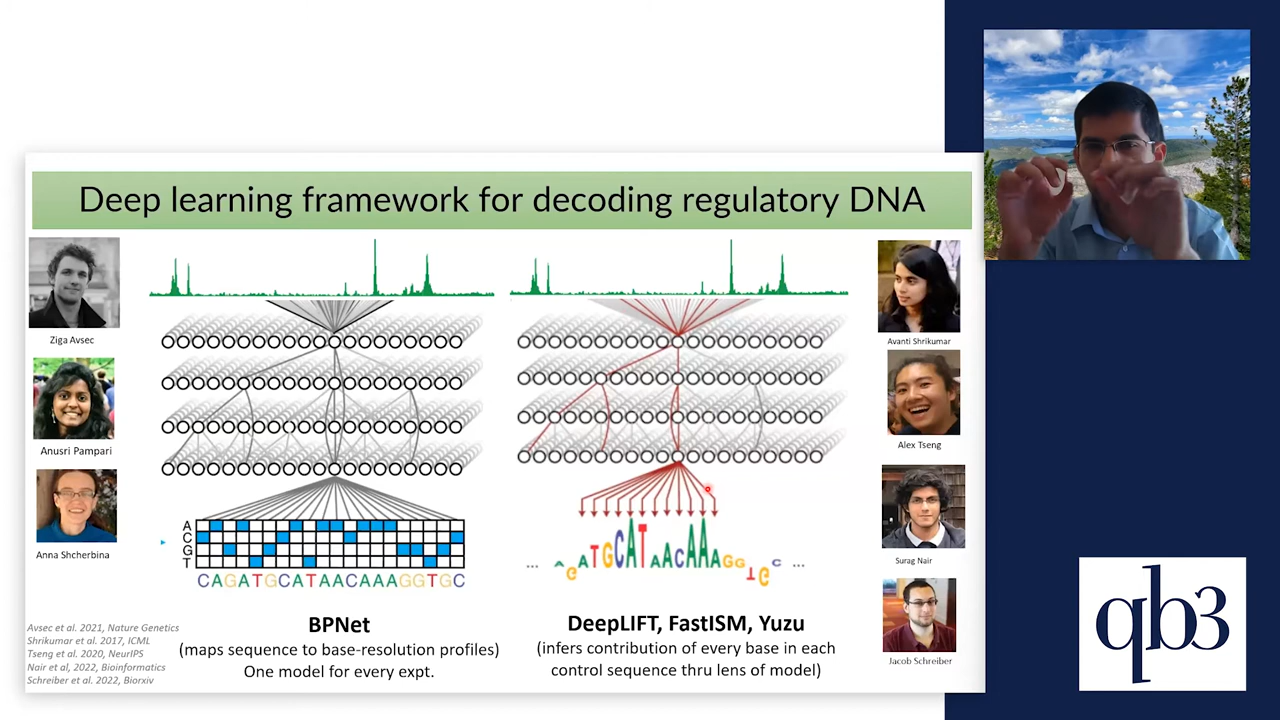 Deep learning framework for decoding regulatory DNA
Ziga Avsec
Anusri Pampari
Anna Shcherbina
Avanti Shrikumar
Alex Tseng
Surag Nair
Jacob Schreiber
A
C
G
T
CAGATGCATAACAAAGGTGC
... AGATGCATAACAAAGGTGC ...
BPNet
(maps sequence to base-resolution profiles)
One model for every expt.
DeepLIFT, FastISM, Yuzu
(infers contribution of every base in each
control sequence thru lens of model)
Avsec et al. 2021, Nature Genetics
Shrikumar et al. 2017, ICML
Tseng et al. 2020, NeurIPS
Nair et al, 2022, Bioinformatics
Schreiber et al. 2022, Biorxiv
qb3